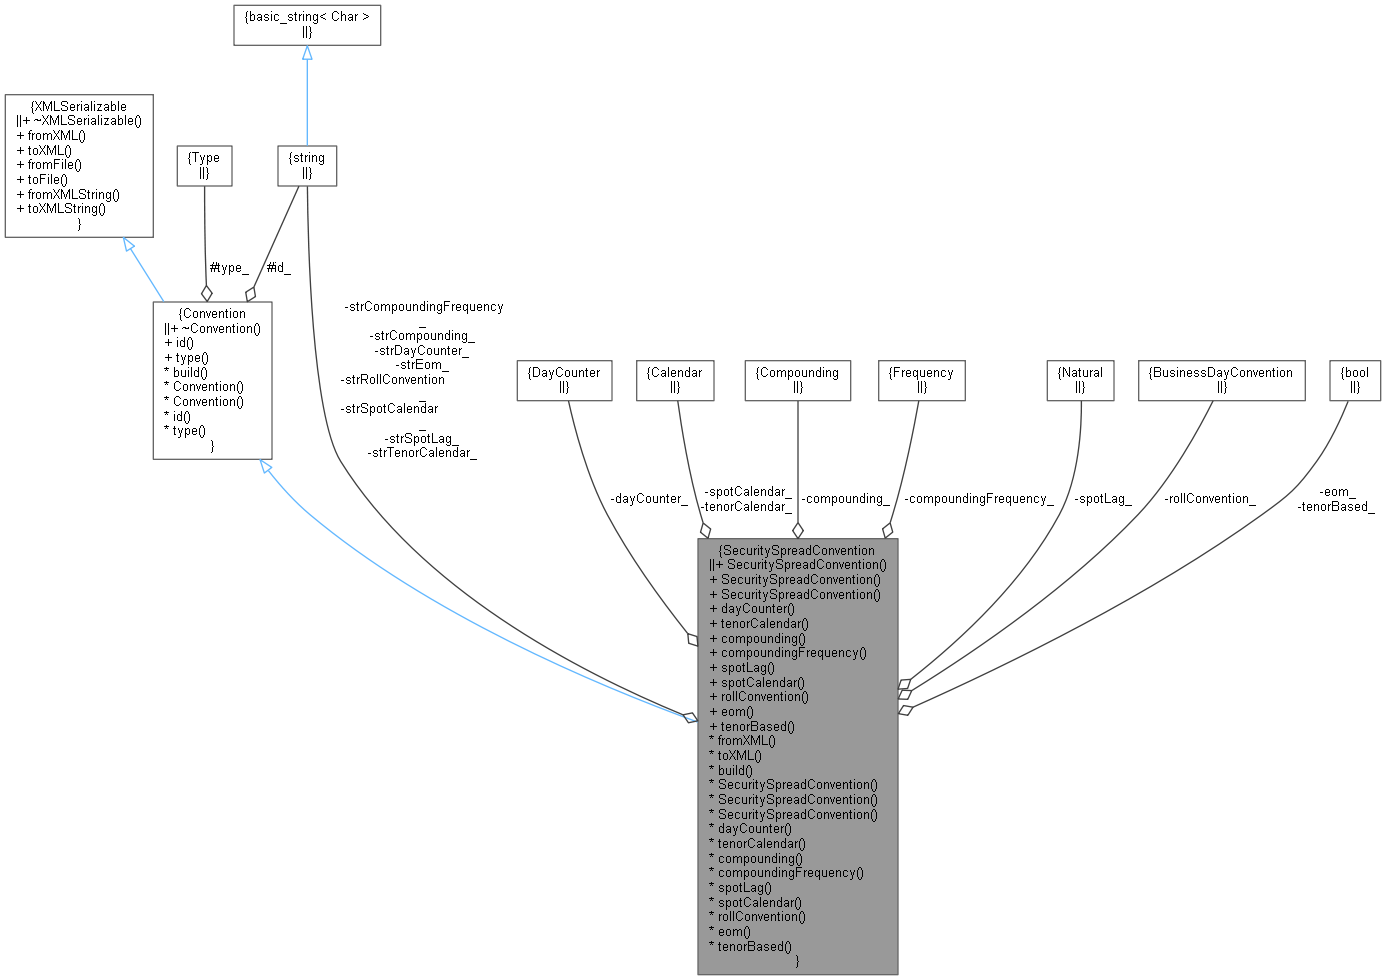 {basic_string< Char >
||}
{XMLSerializable
||+ ~XMLSerializable()
+ fromXML()
+ toXML()
+ fromFile()
+ toFile()
+ fromXMLString()
+ toXMLString()
}
{Type
||}
{string
||}
#type_
#id_
{Convention
||+ ~Convention()
+ id()
+ type()
* build()
* Convention()
* Convention()
* id()
* type()
}
-strCompoundingFrequency
_
-strCompounding_
-strDayCounter_
-strEom_
-strRollConvention
_
-strSpotCalendar
_
-strSpotLag_
-strTenorCalendar_
{DayCounter
||}
{Calendar
||}
{Compounding
||}
{Frequency
||}
{Natural
||}
{BusinessDayConvention
||}
{bool
||}
-dayCounter_
-spotCalendar_
-tenorCalendar_
-compounding_
-compoundingFrequency_
-spotLag_
-rollConvention_
-eom_
-tenorBased_
{SecuritySpreadConvention
||+ SecuritySpreadConvention()
+ SecuritySpreadConvention()
+ SecuritySpreadConvention()
+ dayCounter()
+ tenorCalendar()
+ compounding()
+ compoundingFrequency()
+ spotLag()
+ spotCalendar()
+ rollConvention()
+ eom()
+ tenorBased()
* fromXML()
* toXML()
* build()
* SecuritySpreadConvention()
* SecuritySpreadConvention()
* SecuritySpreadConvention()
* dayCounter()
* tenorCalendar()
* compounding()
* compoundingFrequency()
* spotLag()
* spotCalendar()
* rollConvention()
* eom()
* tenorBased()
}